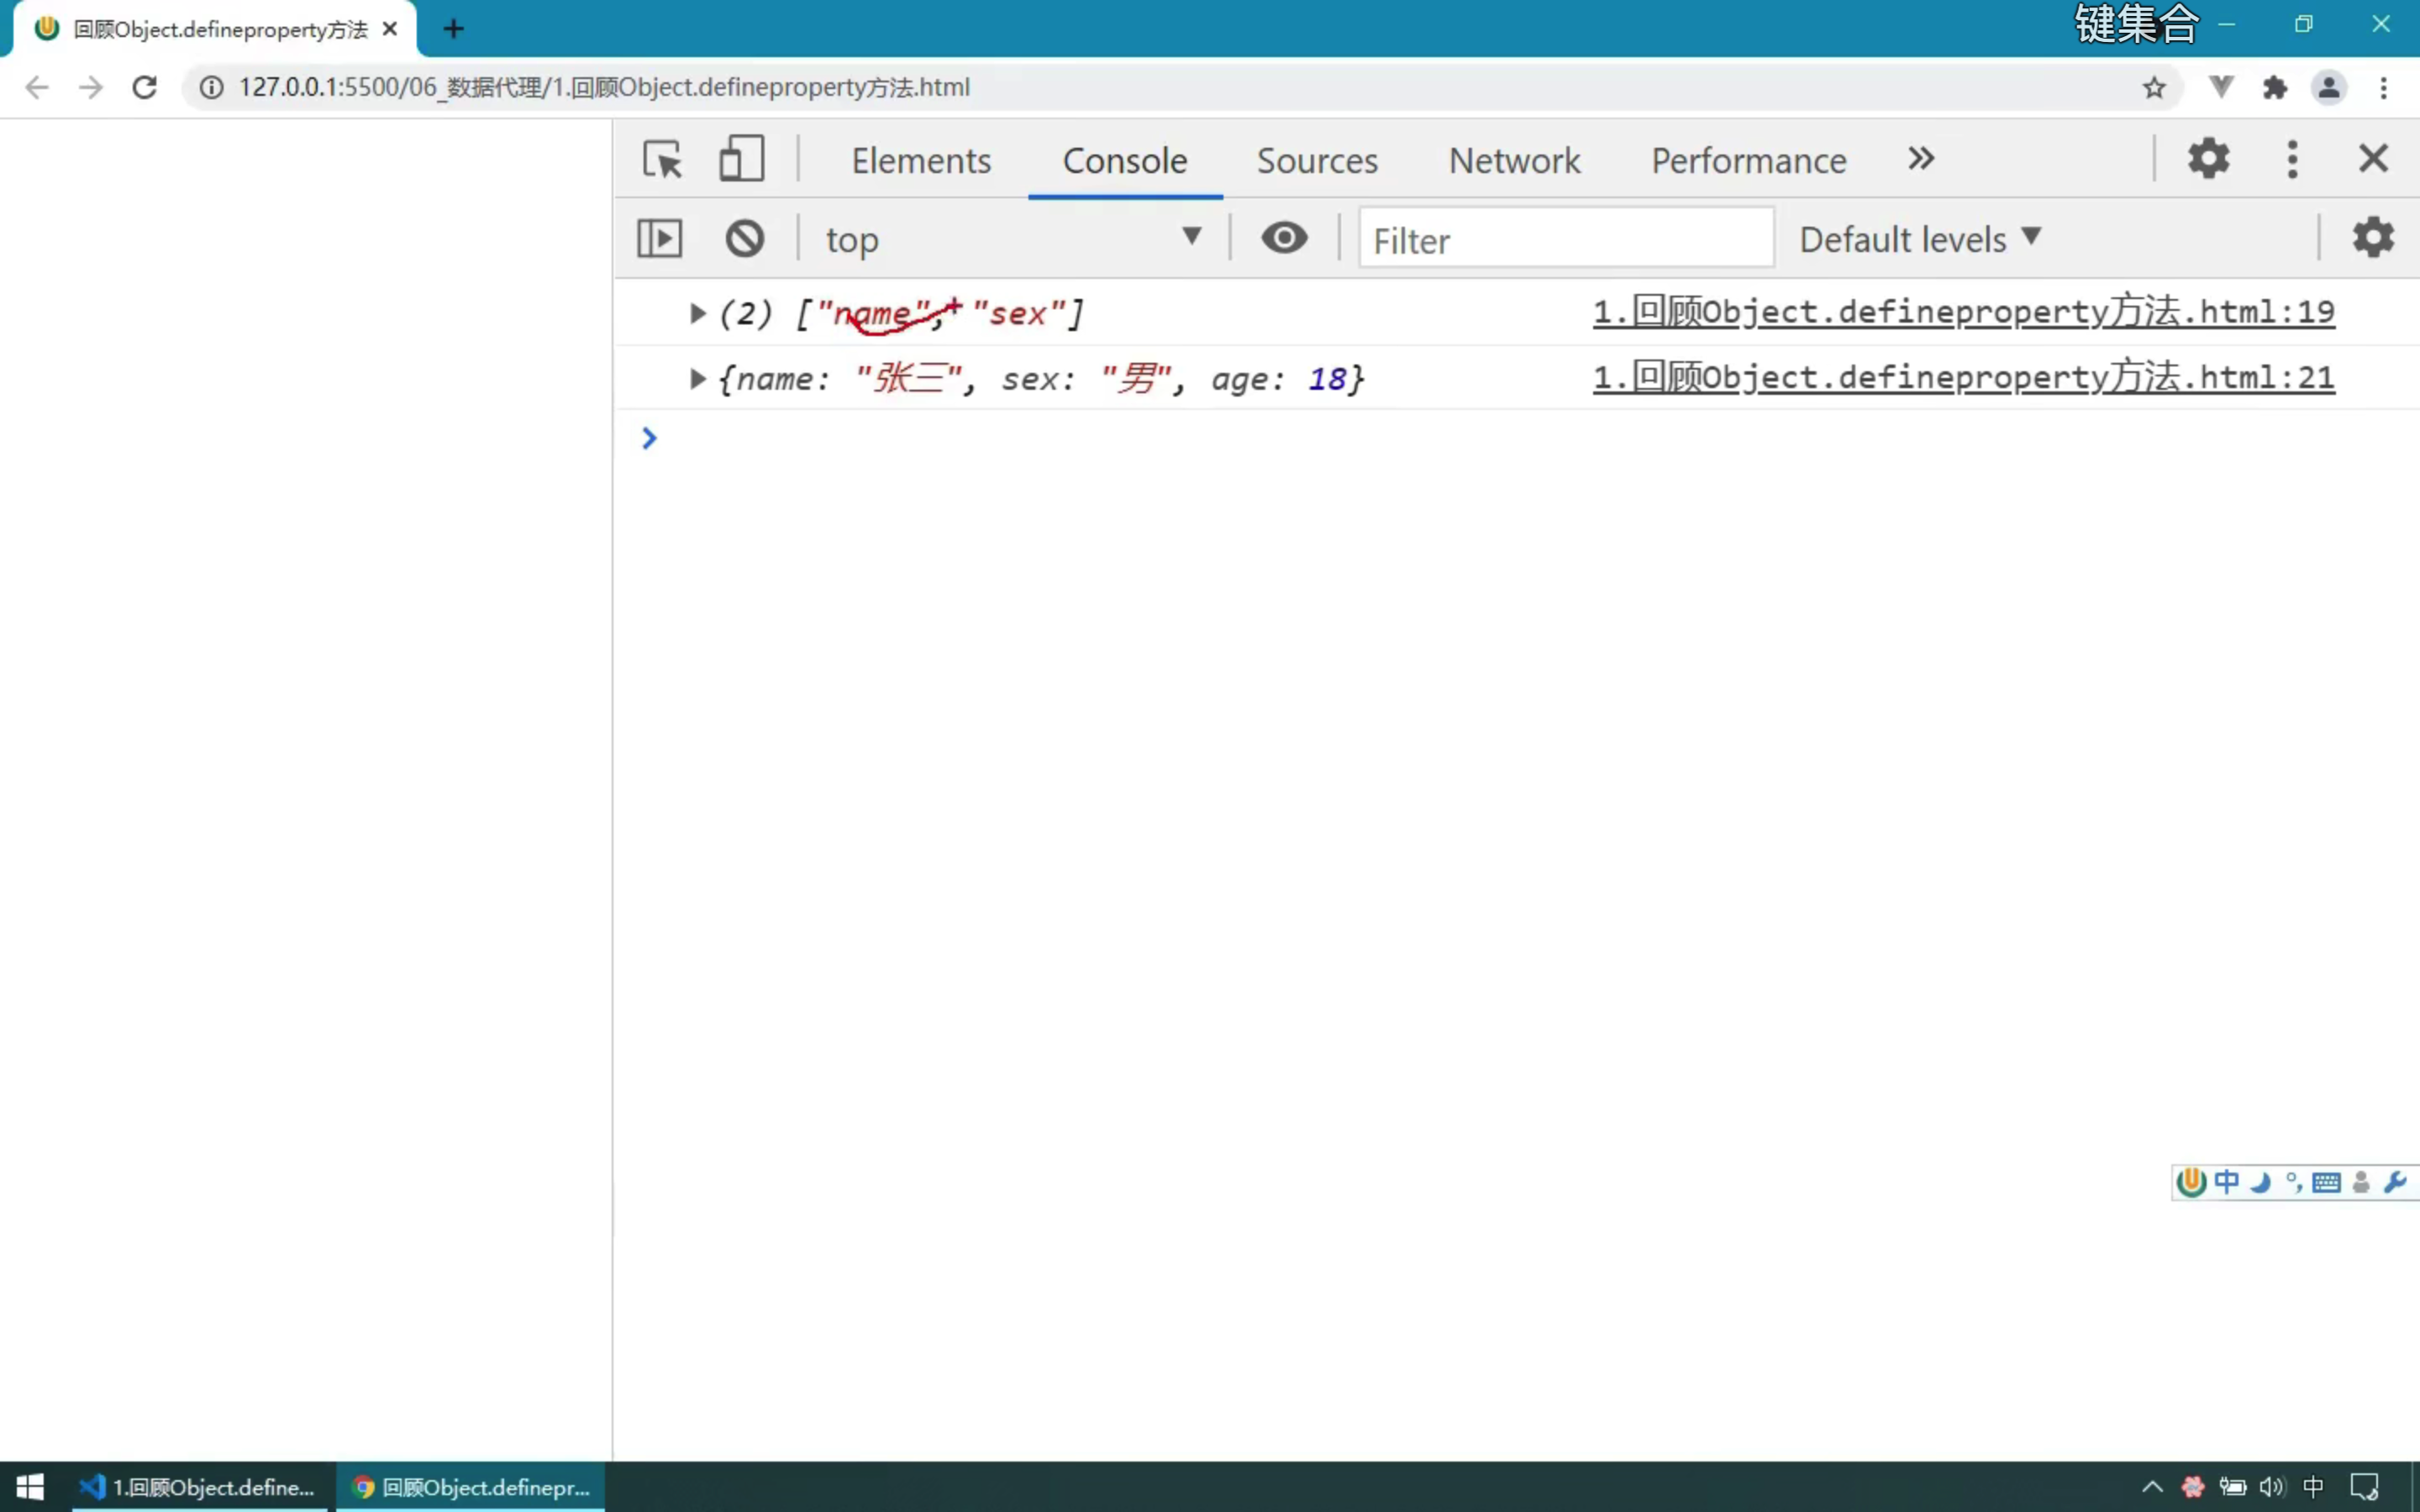 回顾Object.defineproperty方法
键集合
127.0.0.1:5500/06_数据代理/1.回顾Object.defineproperty方法.html
Elements Console Sources Network Performance
top Filter Default levels
(2) ["name", "sex"] 1.回顾Object.defineproperty方法.html:19
{name: "张三", sex: "男", age: 18} 1.回顾Object.defineproperty方法.html:21
中
1.回顾Object.define... 回顾Object.definepr... 中